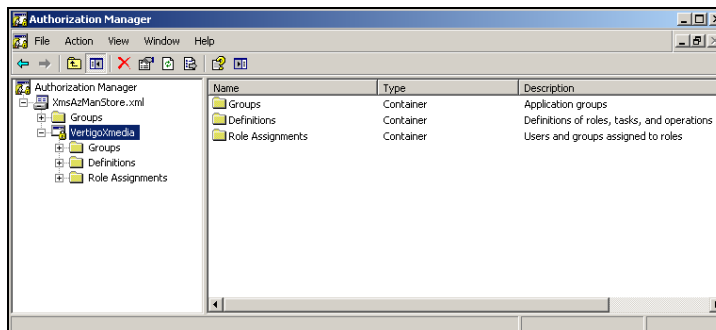 Authorization Manager
File Action View Window Help
Authorization Manager
XmsAzManStore.xml
Groups
VertigoXmedia
Groups
Definitions
Role Assignments
Name Type Description
Groups Container Application groups
Definitions Container Definitions of roles, tasks, and operations
Role Assignments Container Users and groups assigned to roles